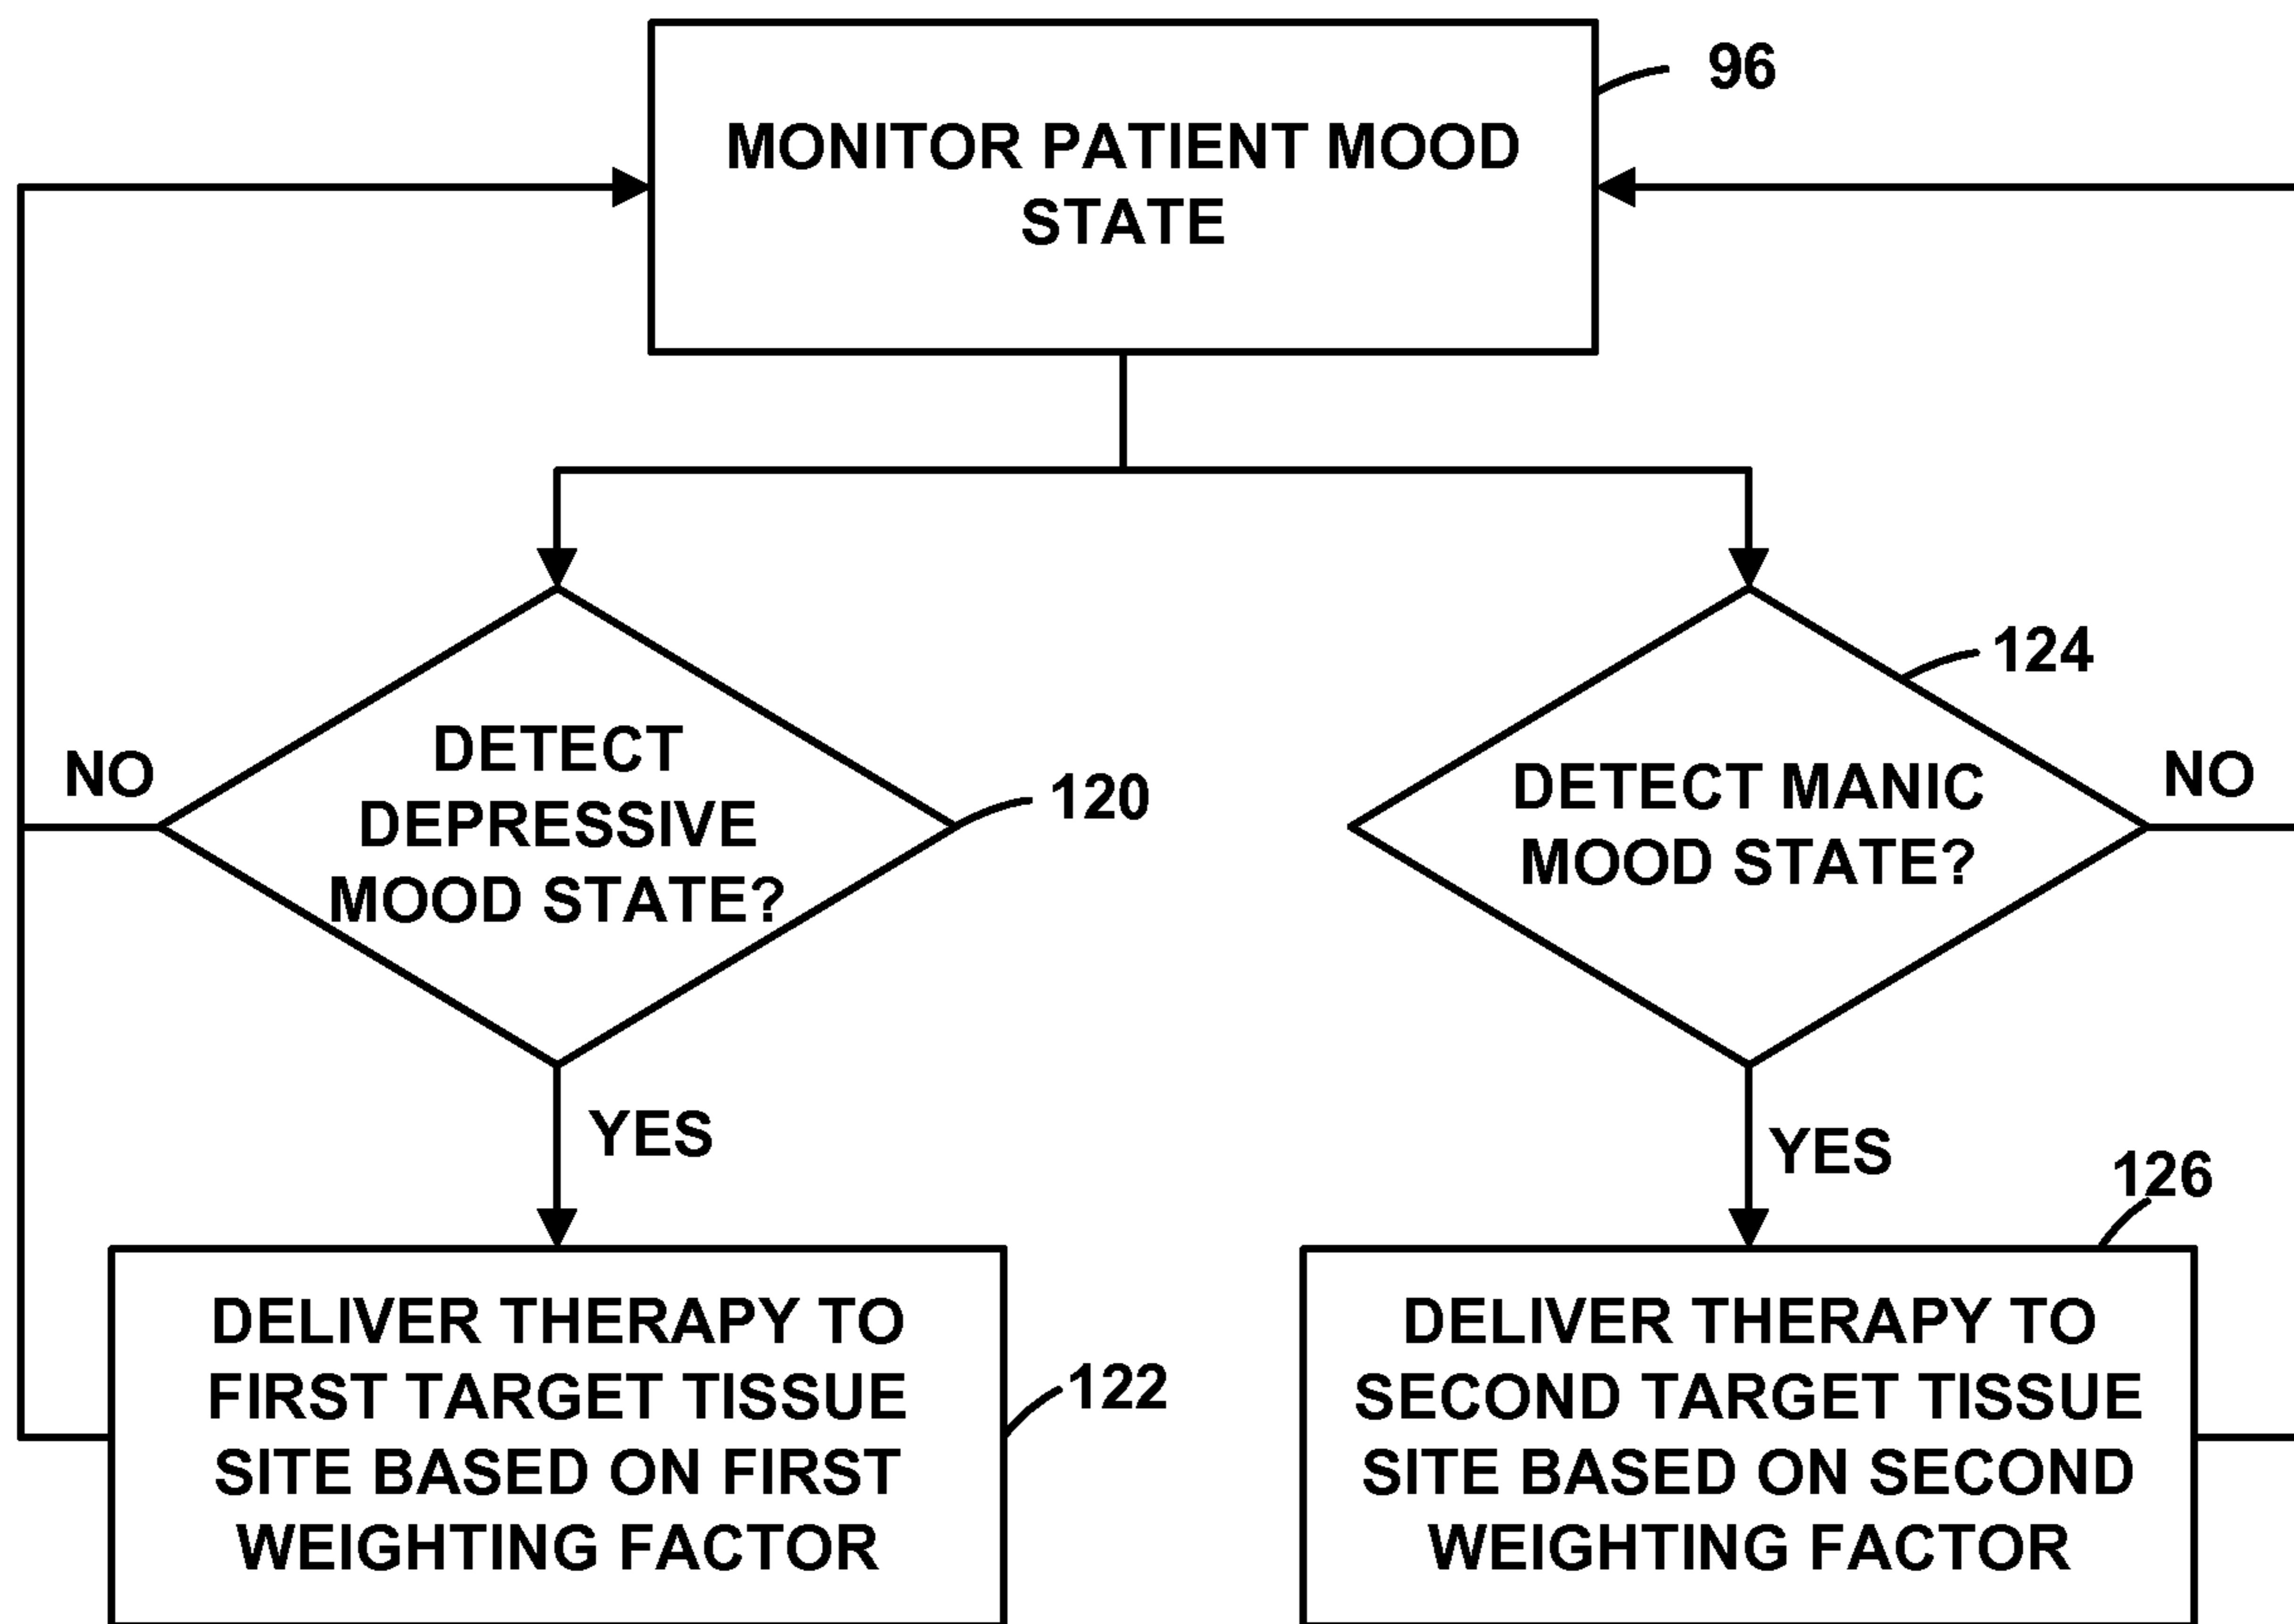 96
MONITOR PATIENT MOOD
STATE
124
NO
DETECT
DEPRESSIVE
MOOD STATE?
120
DETECT MANIC
MOOD STATE?
NO
YES
YES
126
DELIVER THERAPY TO
FIRST TARGET TISSUE
SITE BASED ON FIRST
WEIGHTING FACTOR
122
DELIVER THERAPY TO
SECOND TARGET TISSUE
SITE BASED ON SECOND
WEIGHTING FACTOR